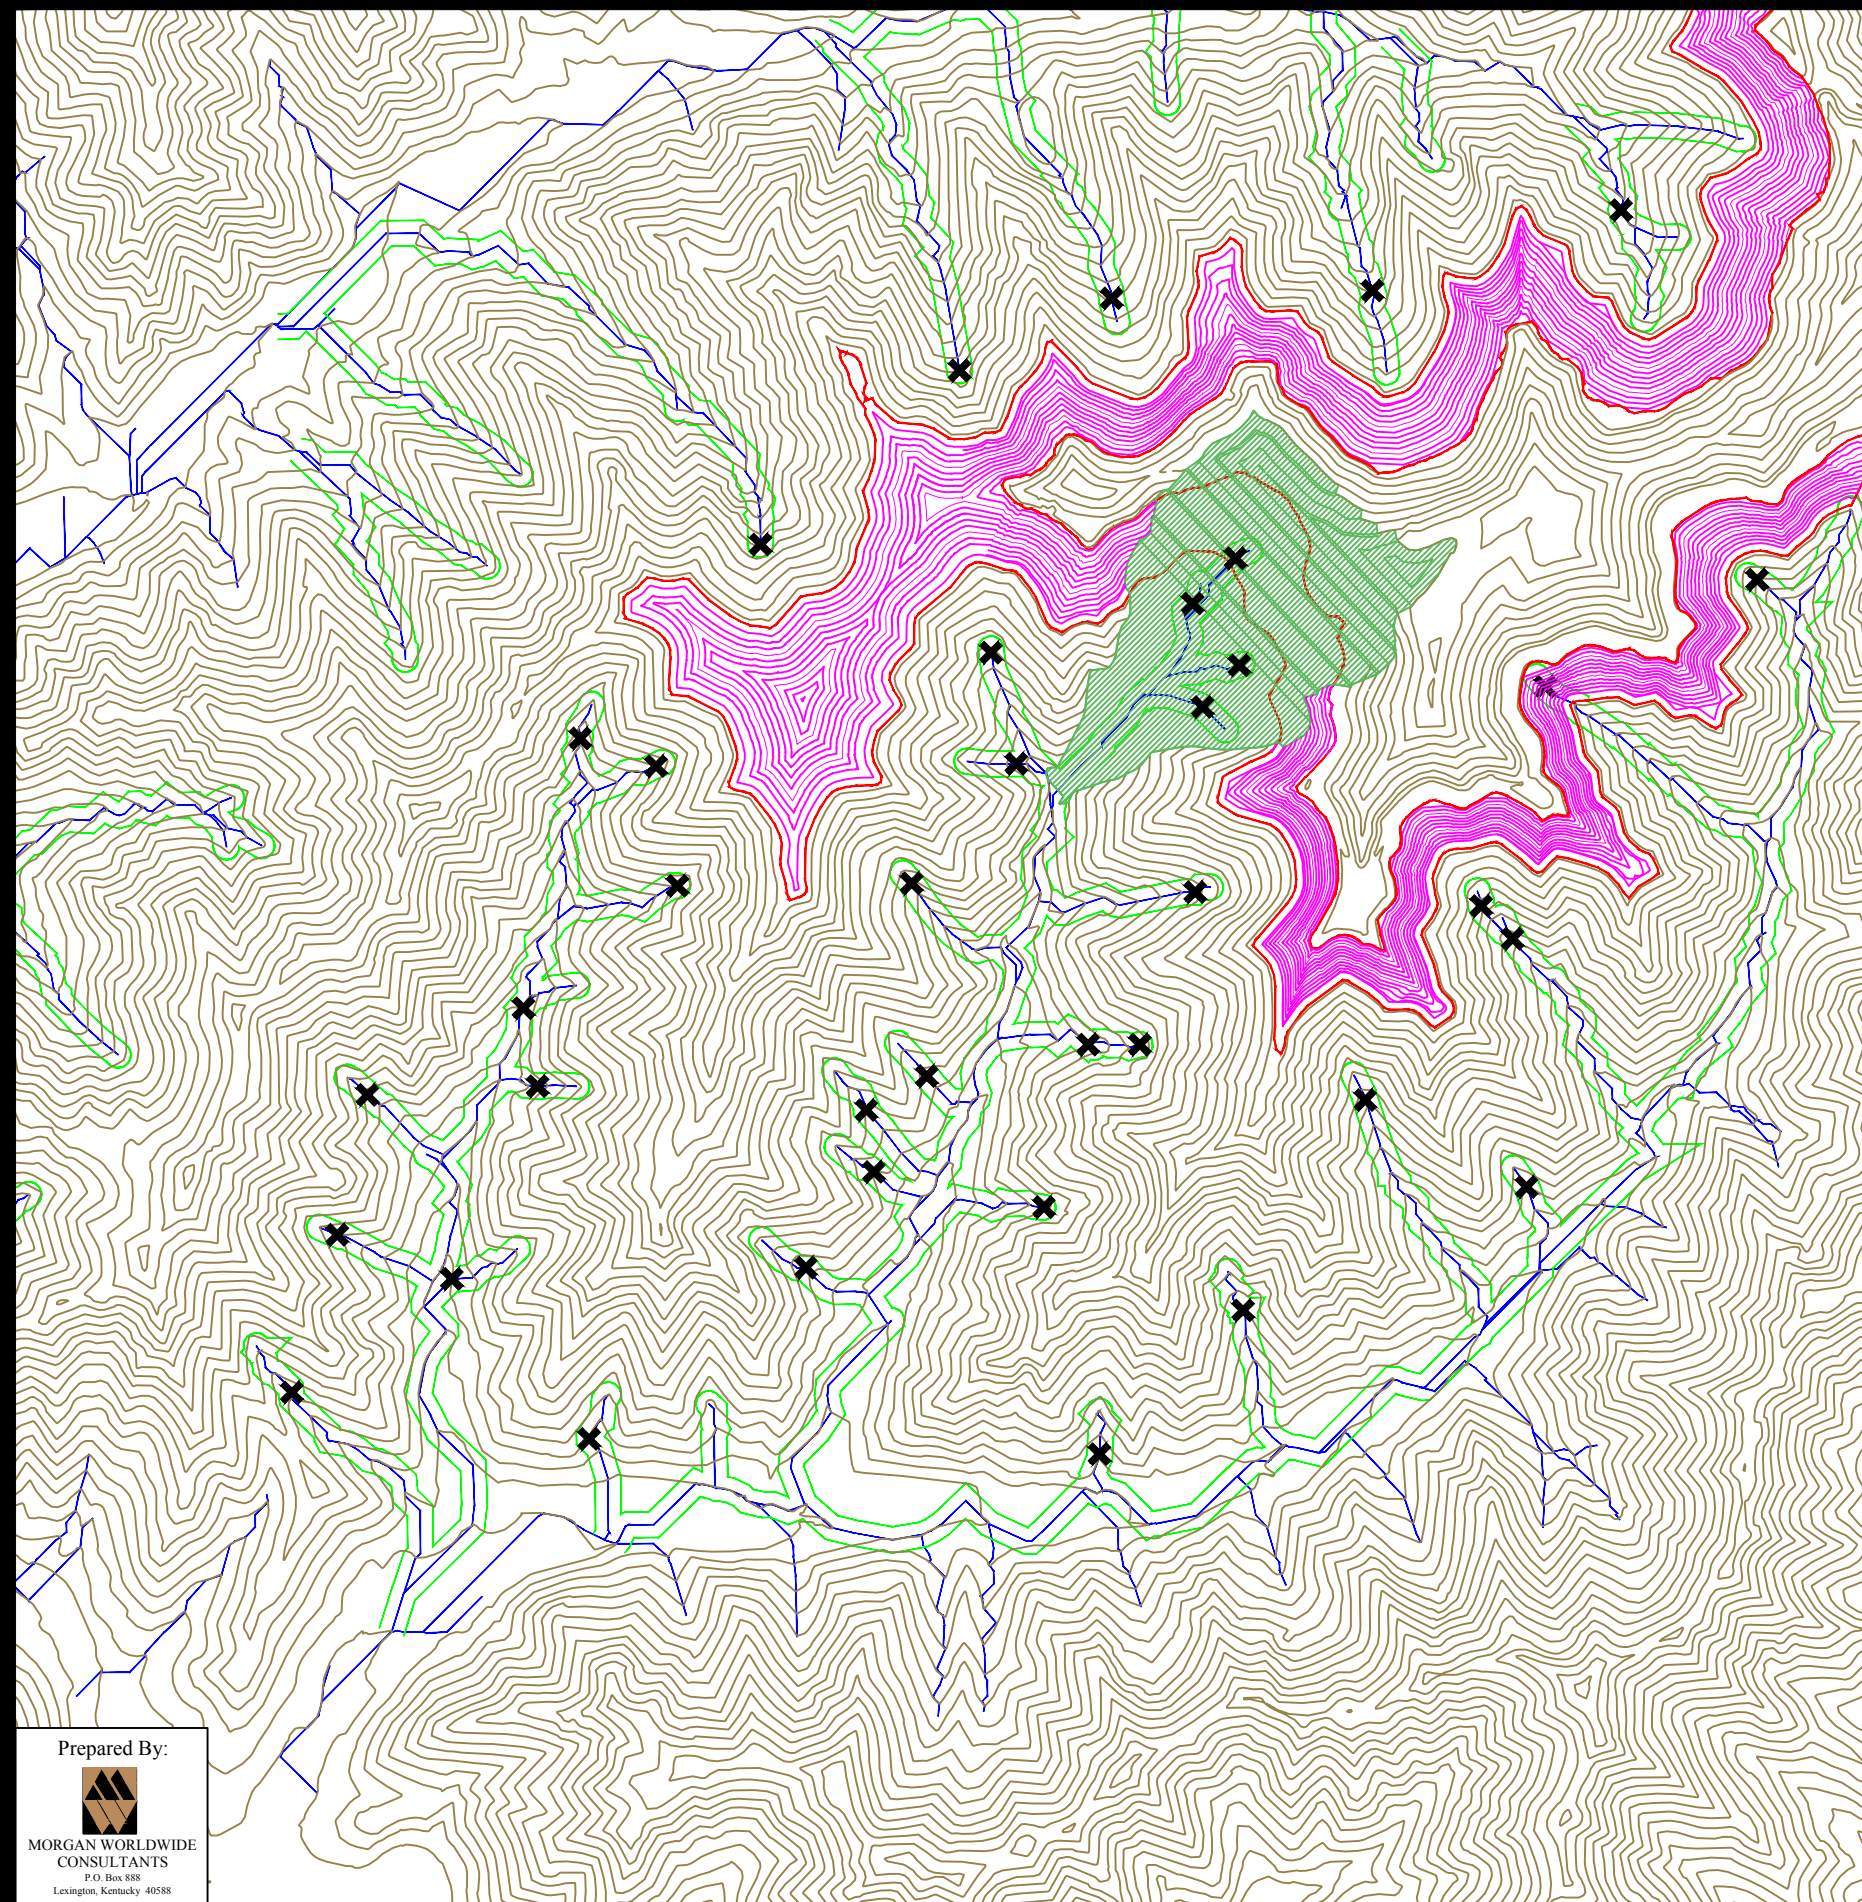 Prepared By:
MORGAN WORLDWIDE
CONSULTANTS
P.O. Box 888
Lexington, Kentucky 40588